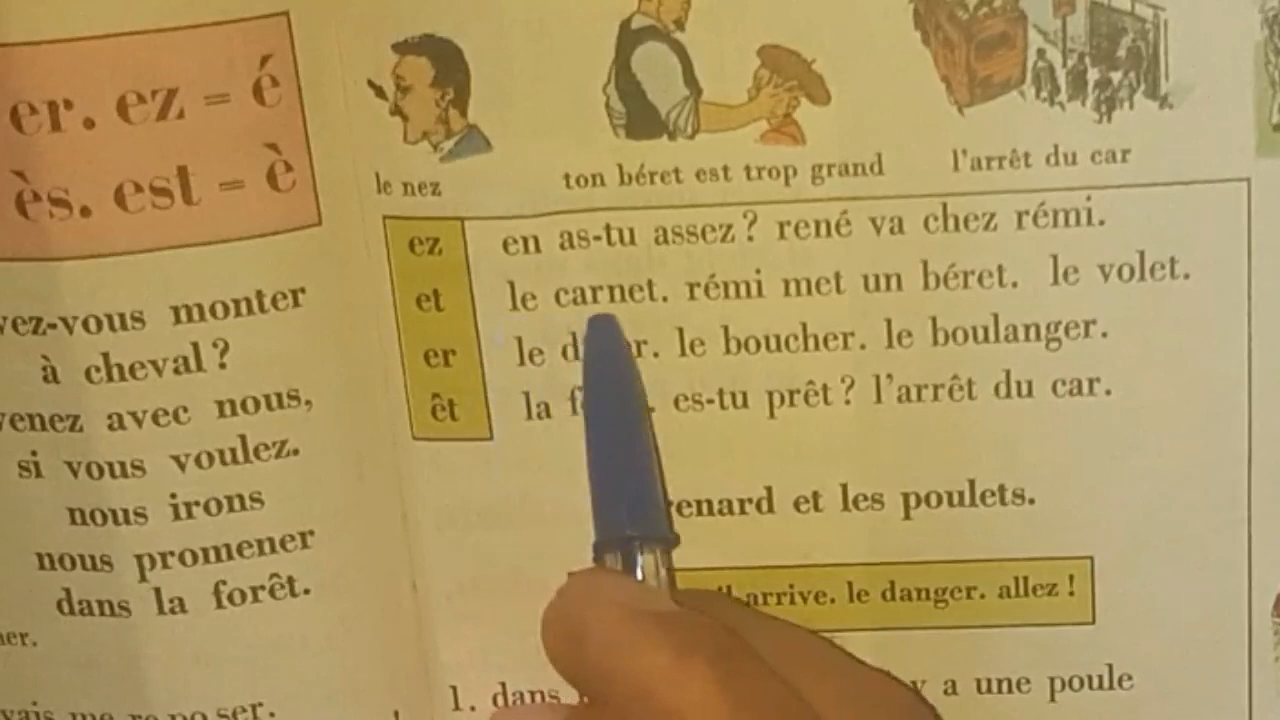 er. ez = é
ès. est = è
monter
à cheval ?
avec nous,
si vous voulez.
nous irons
nous promener
dans la forêt.
le nez
ton béret est trop grand
l'arrêt du car
ez en as-tu assez ? rené va chez rémi.
et le carnet. rémi met un béret. le volet.
er le le boucher. le boulanger.
êt la es-tu prêt ? l'arrêt du car.
et les poulets.
arrive. le danger. allez !
1. dans a une poule